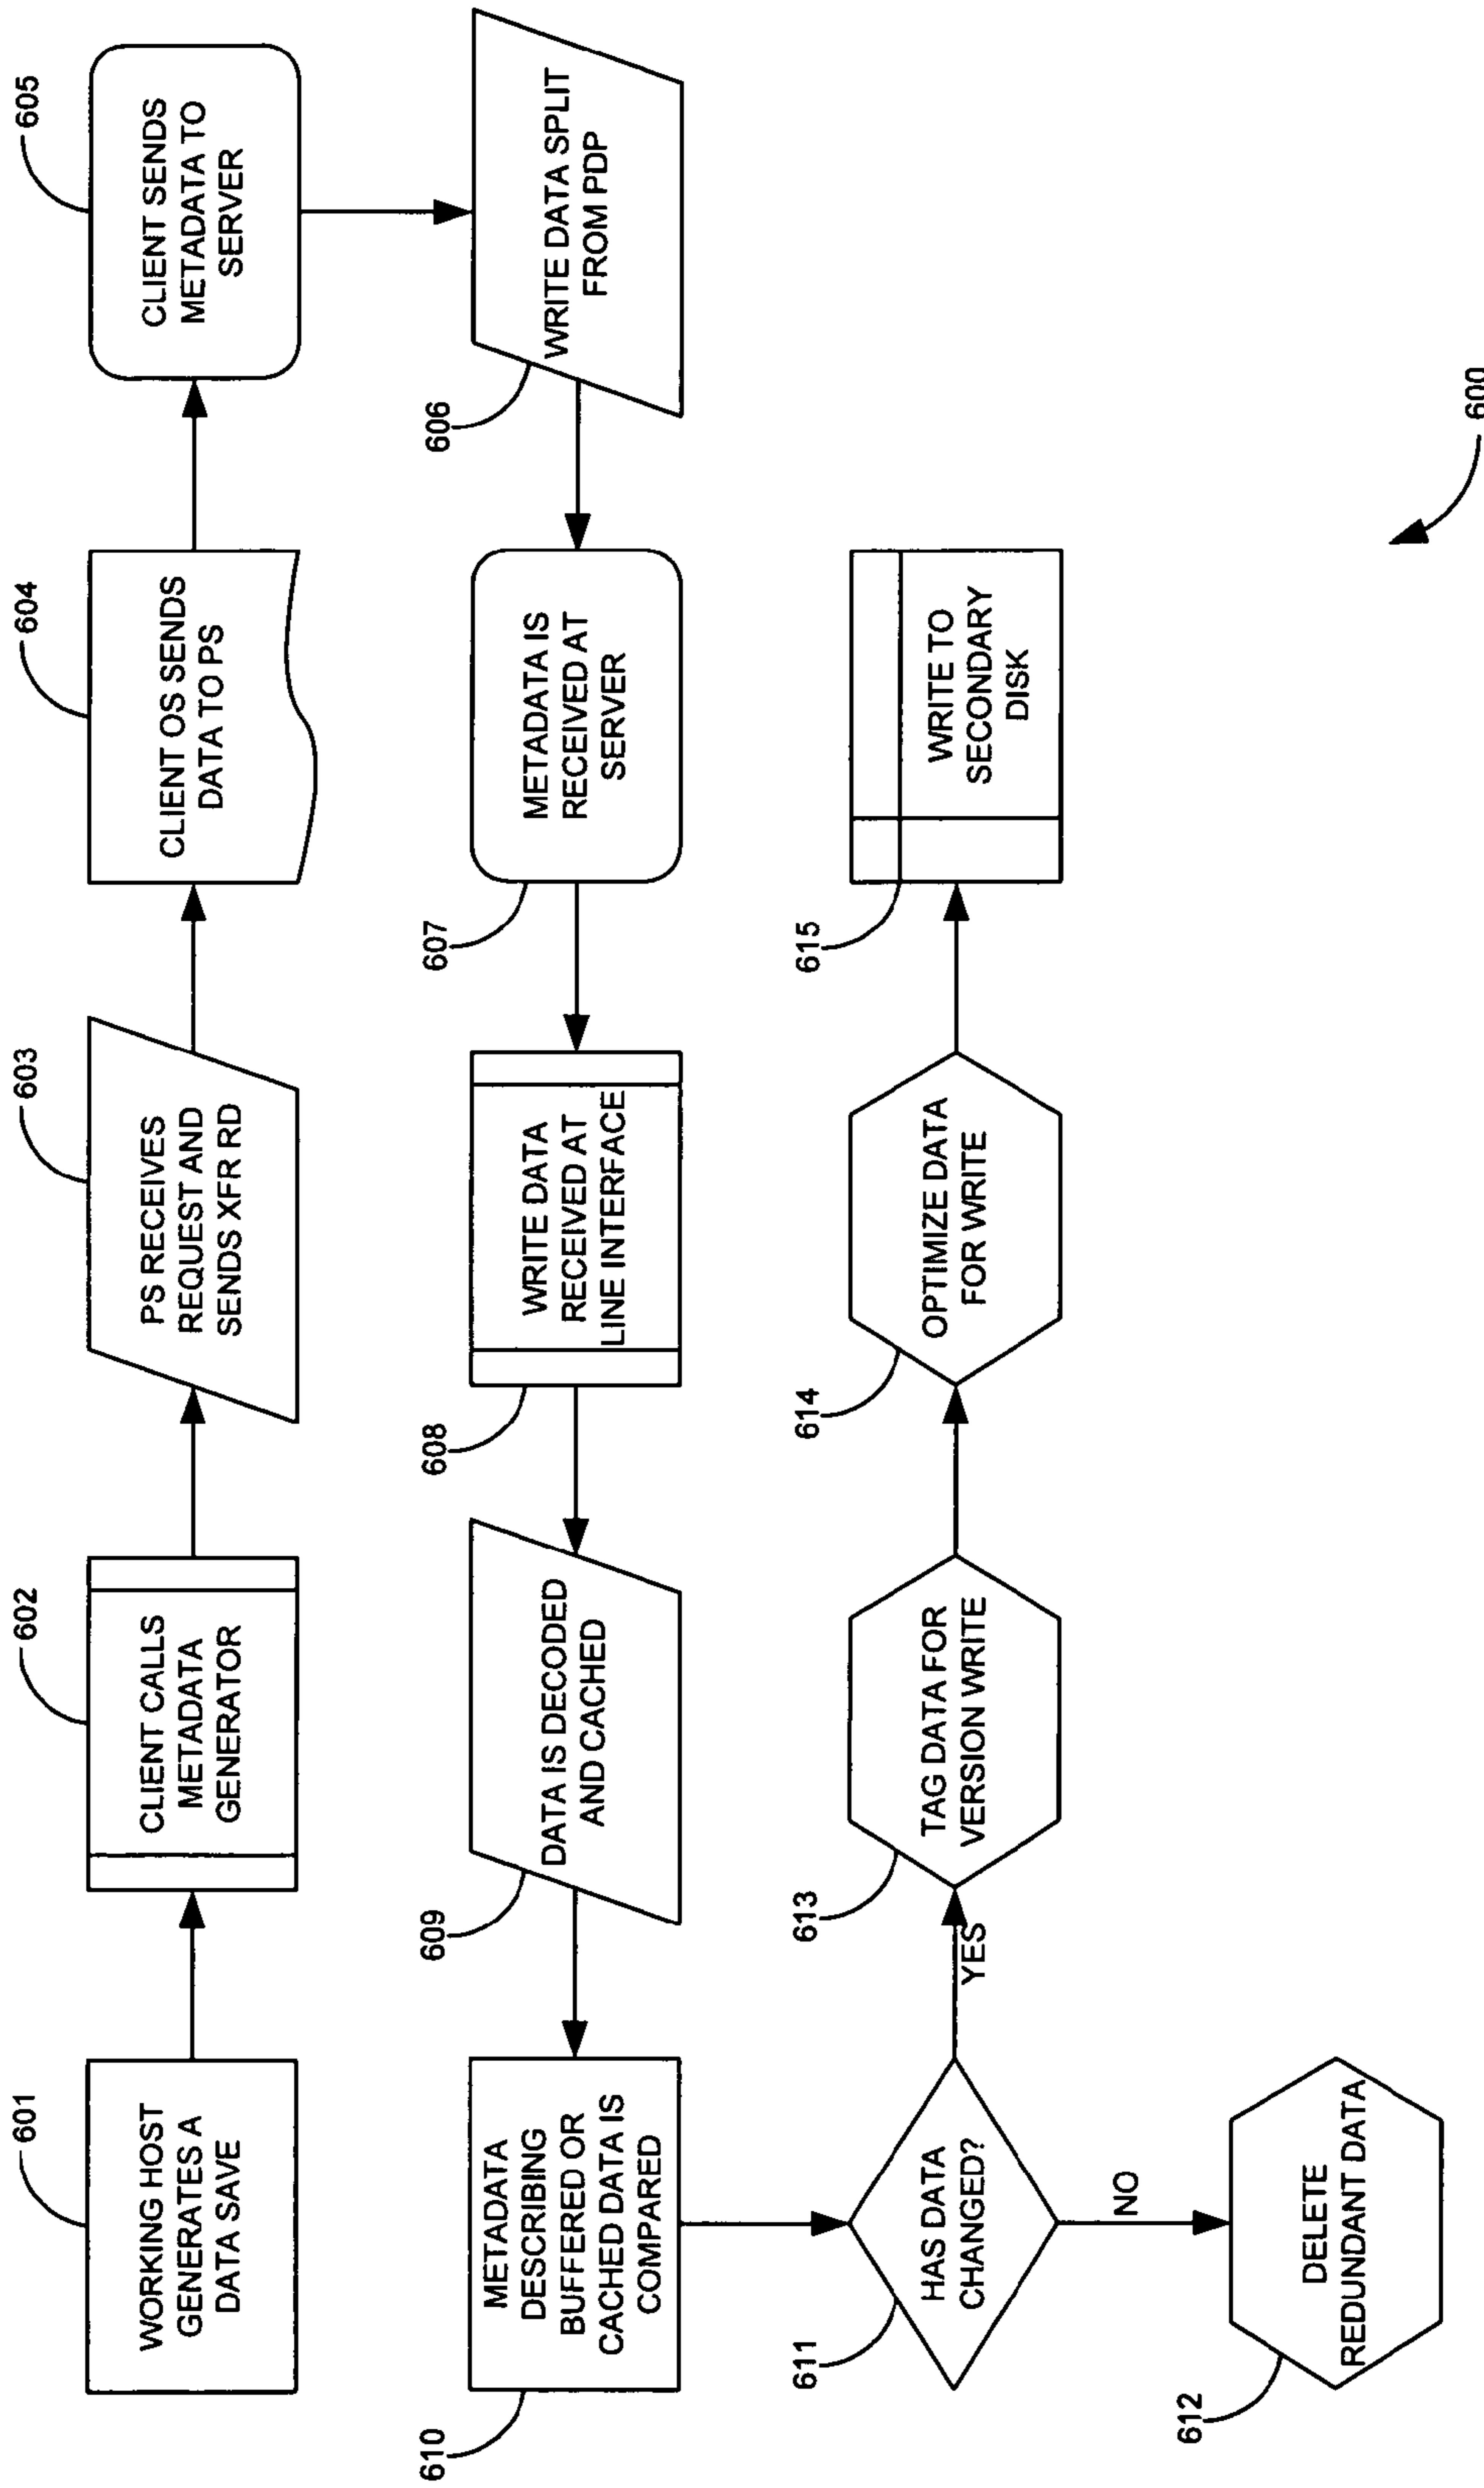 601
WORKING HOST
GENERATES A
DATA SAVE
602
CLIENT CALLS
METADATA
GENERATOR
603
PS RECEIVES
REQUEST AND
SENDS XFR RD
604
CLIENT OS SENDS
DATA TO PS
605
CLIENT SENDS
METADATA TO
SERVER
606
WRITE DATA SPLIT
FROM PDP
607
METADATA IS
RECEIVED AT
SERVER
608
WRITE DATA
RECEIVED AT
LINE INTERFACE
609
DATA IS DECODED
AND CACHED
610
METADATA
DESCRIBING
BUFFERED OR
CACHED DATA IS
COMPARED
611
HAS DATA
CHANGED?
YES
NO
612
DELETE
REDUNDANT DATA
613
TAG DATA FOR
VERSION WRITE
614
OPTIMIZE DATA
FOR WRITE
615
WRITE TO
SECONDARY
DISK
600